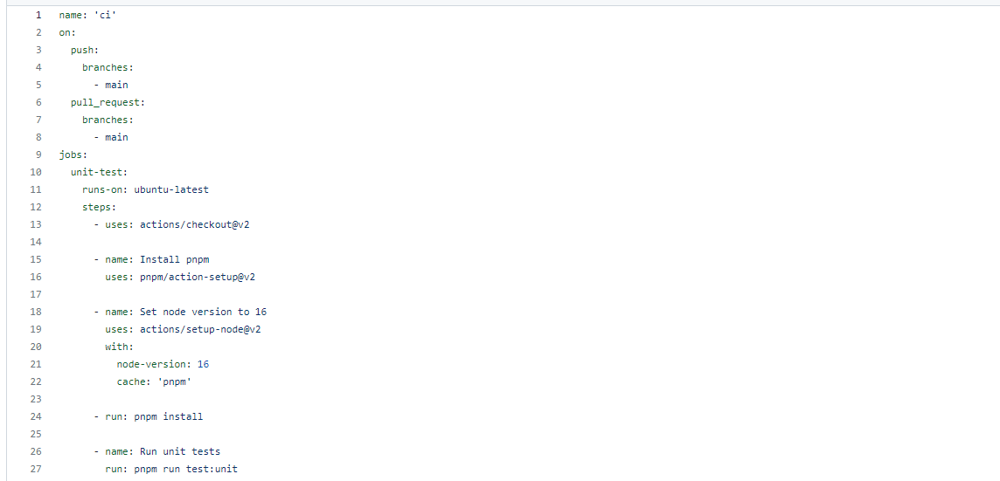 1 name: 'ci'
2 on:
3   push:
4     branches:
5       - main
6   pull_request:
7     branches:
8       - main
9 jobs:
10   unit-test:
11     runs-on: ubuntu-latest
12     steps:
13       - uses: actions/checkout@v2
14
15       - name: Install pnpm
16         uses: pnpm/action-setup@v2
17
18       - name: Set node version to 16
19         uses: actions/setup-node@v2
20         with:
21           node-version: 16
22           cache: 'pnpm'
23
24       - run: pnpm install
25
26       - name: Run unit tests
27         run: pnpm run test:unit